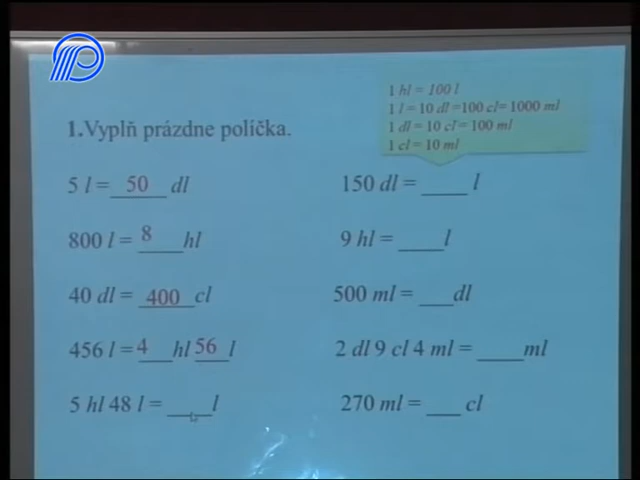 1 hl = 100 l
1 l = 10 dl =100 cl= 1000 ml
1 dl = 10 cl = 100 ml
1 cl = 10 ml
1.Vyplň prázdne políčka.
5 l = 50 dl
800 l = 8 hl
40 dl = 400 cl
456 l = 4 hl 56 l
5 hl 48 l = ____ l
150 dl = ____ l
9 hl = ____ l
500 ml = ___ dl
2 dl 9 cl 4 ml = ____ ml
270 ml = ___ cl